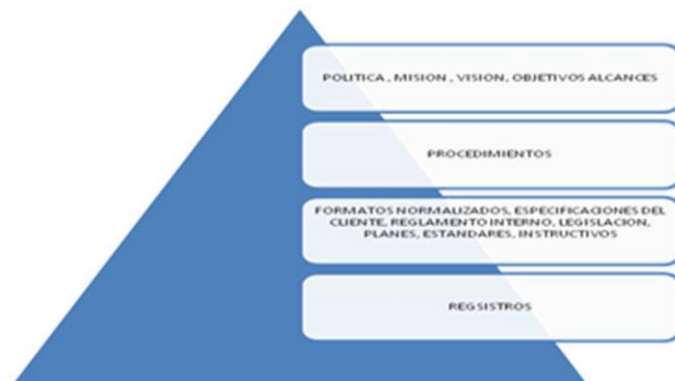 POLITICA , MISION , VISION, OBJETIVOS ALCANCES
PROCEDIMIENTOS
FORMATOS NORMALIZADOS, ESPECIFICACIONES DEL
CLIENTE, REGLAMENTO INTERNO, LEGISLACION,
PLANES, ESTANDARES, INSTRUCTIVOS
REGSISTROS